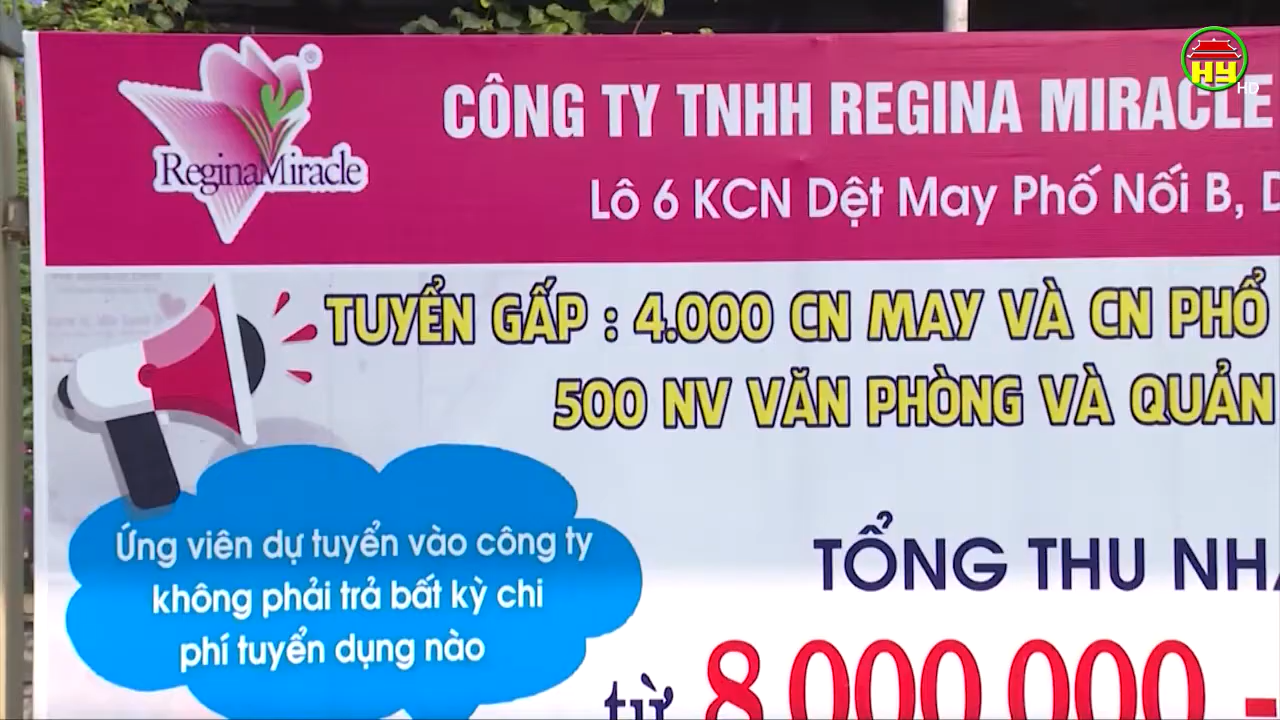 HY
HD
CÔNG TY TNHH REGINA MIRACLE
ReginaMiracle
Lô 6 KCN Dệt May Phố Nối B,
TUYỂN GẤP : 4.000 CN MAY VÀ CN PHỔ
500 NV VĂN PHÒNG VÀ QUẢN
Ứng viên dự tuyển vào công ty
không phải trả bất kỳ chi
phí tuyển dụng nào
TỔNG THU
từ 8.000.000 -